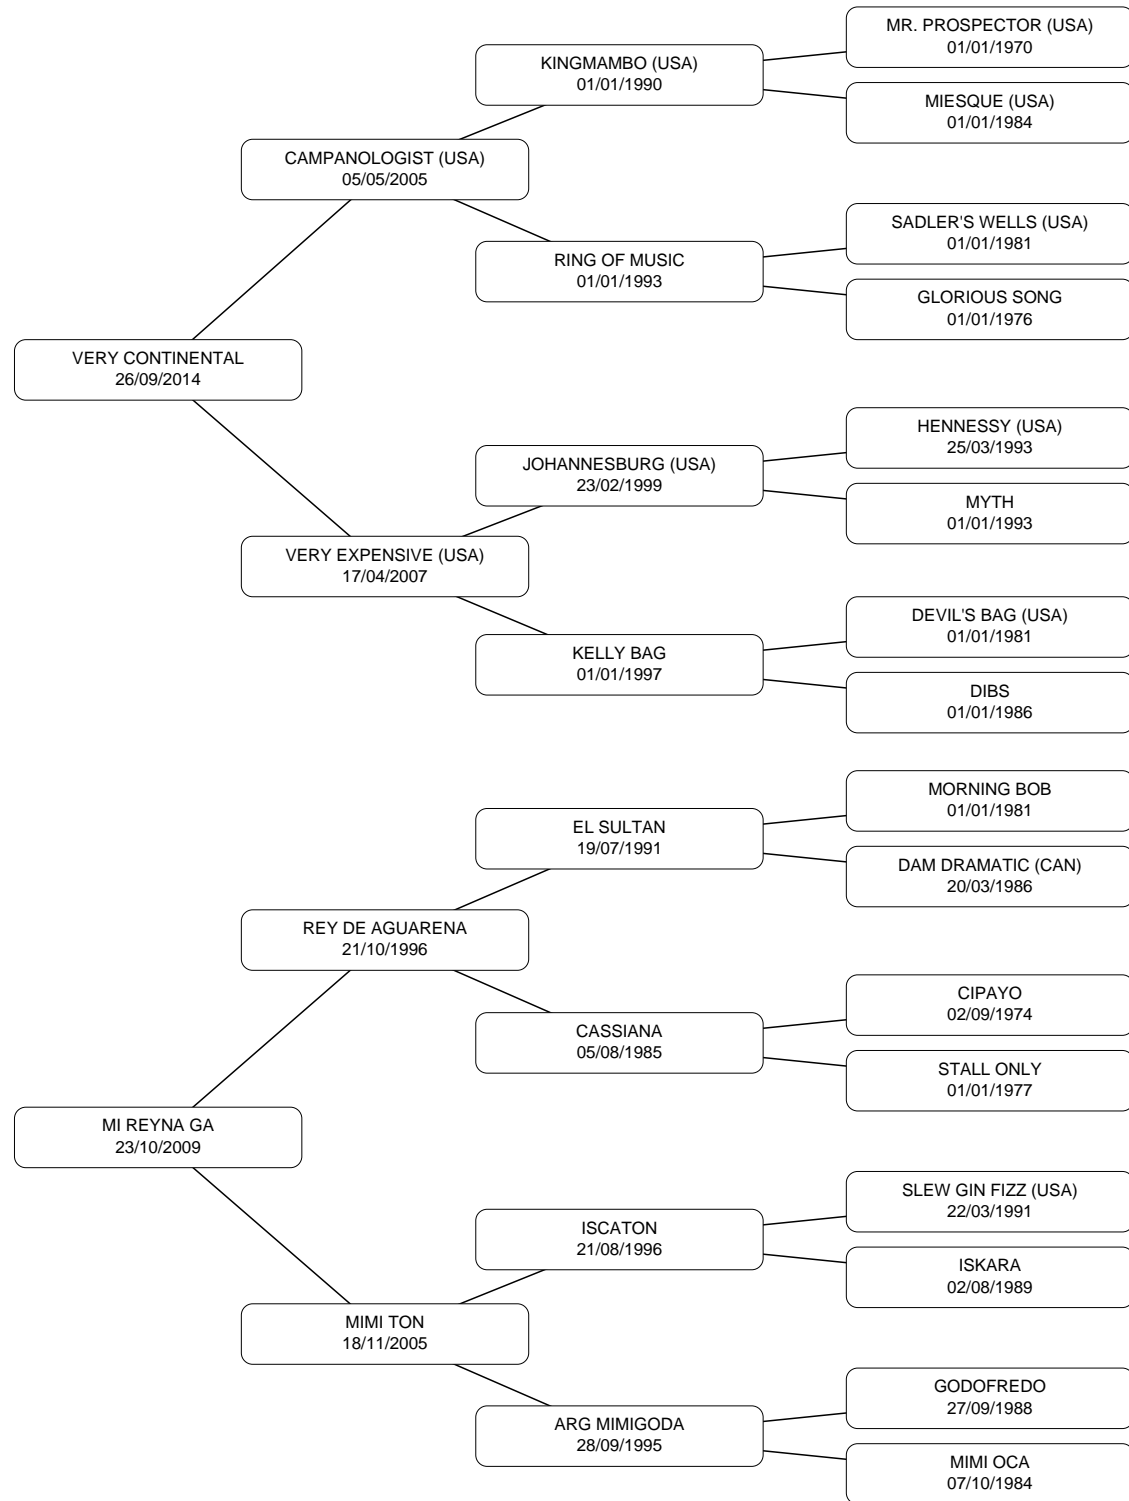 MR. PROSPECTOR (USA)
01/01/1970
KINGMAMBO (USA)
01/01/1990
MIESQUE (USA)
01/01/1984
CAMPANOLOGIST (USA)
05/05/2005
SADLER'S WELLS (USA)
01/01/1981
RING OF MUSIC
01/01/1993
GLORIOUS SONG
01/01/1976
VERY CONTINENTAL
26/09/2014
HENNESSY (USA)
25/03/1993
JOHANNESBURG (USA)
23/02/1999
MYTH
01/01/1993
VERY EXPENSIVE (USA)
17/04/2007
DEVIL'S BAG (USA)
01/01/1981
KELLY BAG
01/01/1997
DIBS
01/01/1986
MORNING BOB
01/01/1981
EL SULTAN
19/07/1991
DAM DRAMATIC (CAN)
20/03/1986
REY DE AGUARENA
21/10/1996
CIPAYO
02/09/1974
CASSIANA
05/08/1985
STALL ONLY
01/01/1977
MI REYNA GA
23/10/2009
SLEW GIN FIZZ (USA)
22/03/1991
ISCATON
21/08/1996
ISKARA
02/08/1989
MIMI TON
18/11/2005
GODOFREDO
27/09/1988
ARG MIMIGODA
28/09/1995
MIMI OCA
07/10/1984